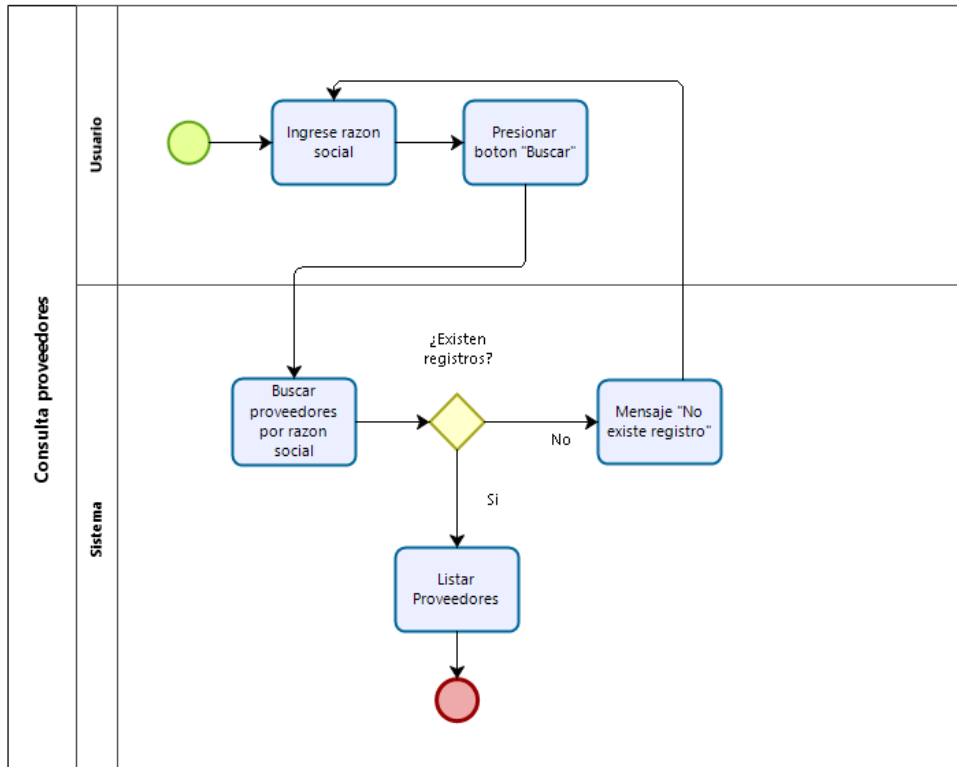 Consulta proveedores
Usuario
Ingrese razon
social
Presionar
boton "Buscar"
Sistema
¿Existen
registros?
Buscar
proveedores
por razon
social
No
Mensaje "No
existe registro"
Si
Listar
Proveedores